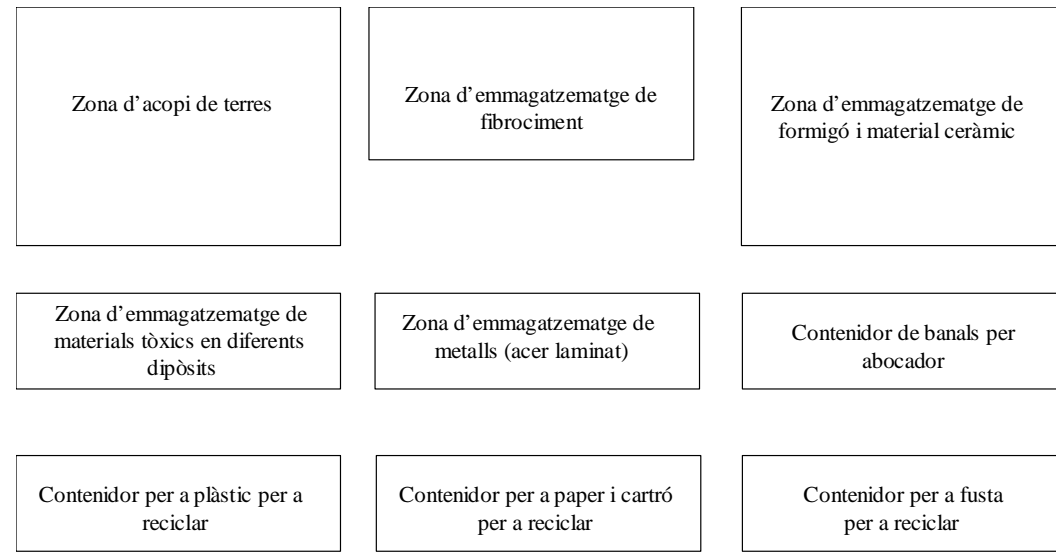 Zona d’acopi de terres
Zona d’emmagatzematge de
fibrociment
Zona d’emmagatzematge de
formigó i material ceràmic
Zona d’emmagatzematge de
materials tòxics en diferents
dipòsits
Zona d’emmagatzematge de
metalls (acer laminat)
Contenidor de banals per
abocador
Contenidor per a plàstic per a
reciclar
Contenidor per a paper i cartró
per a reciclar
Contenidor per a fusta
per a reciclar